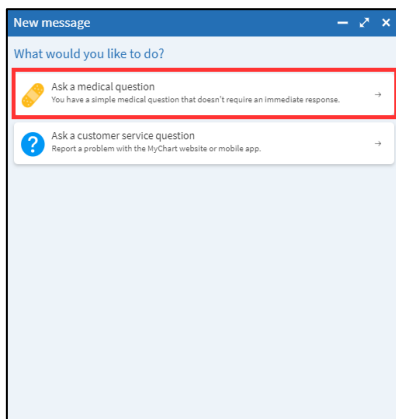 New message
What would you like to do?
Ask a medical question
You have a simple medical question that doesn't require an immediate response.
Ask a customer service question
Report a problem with the MyChart website or mobile app.